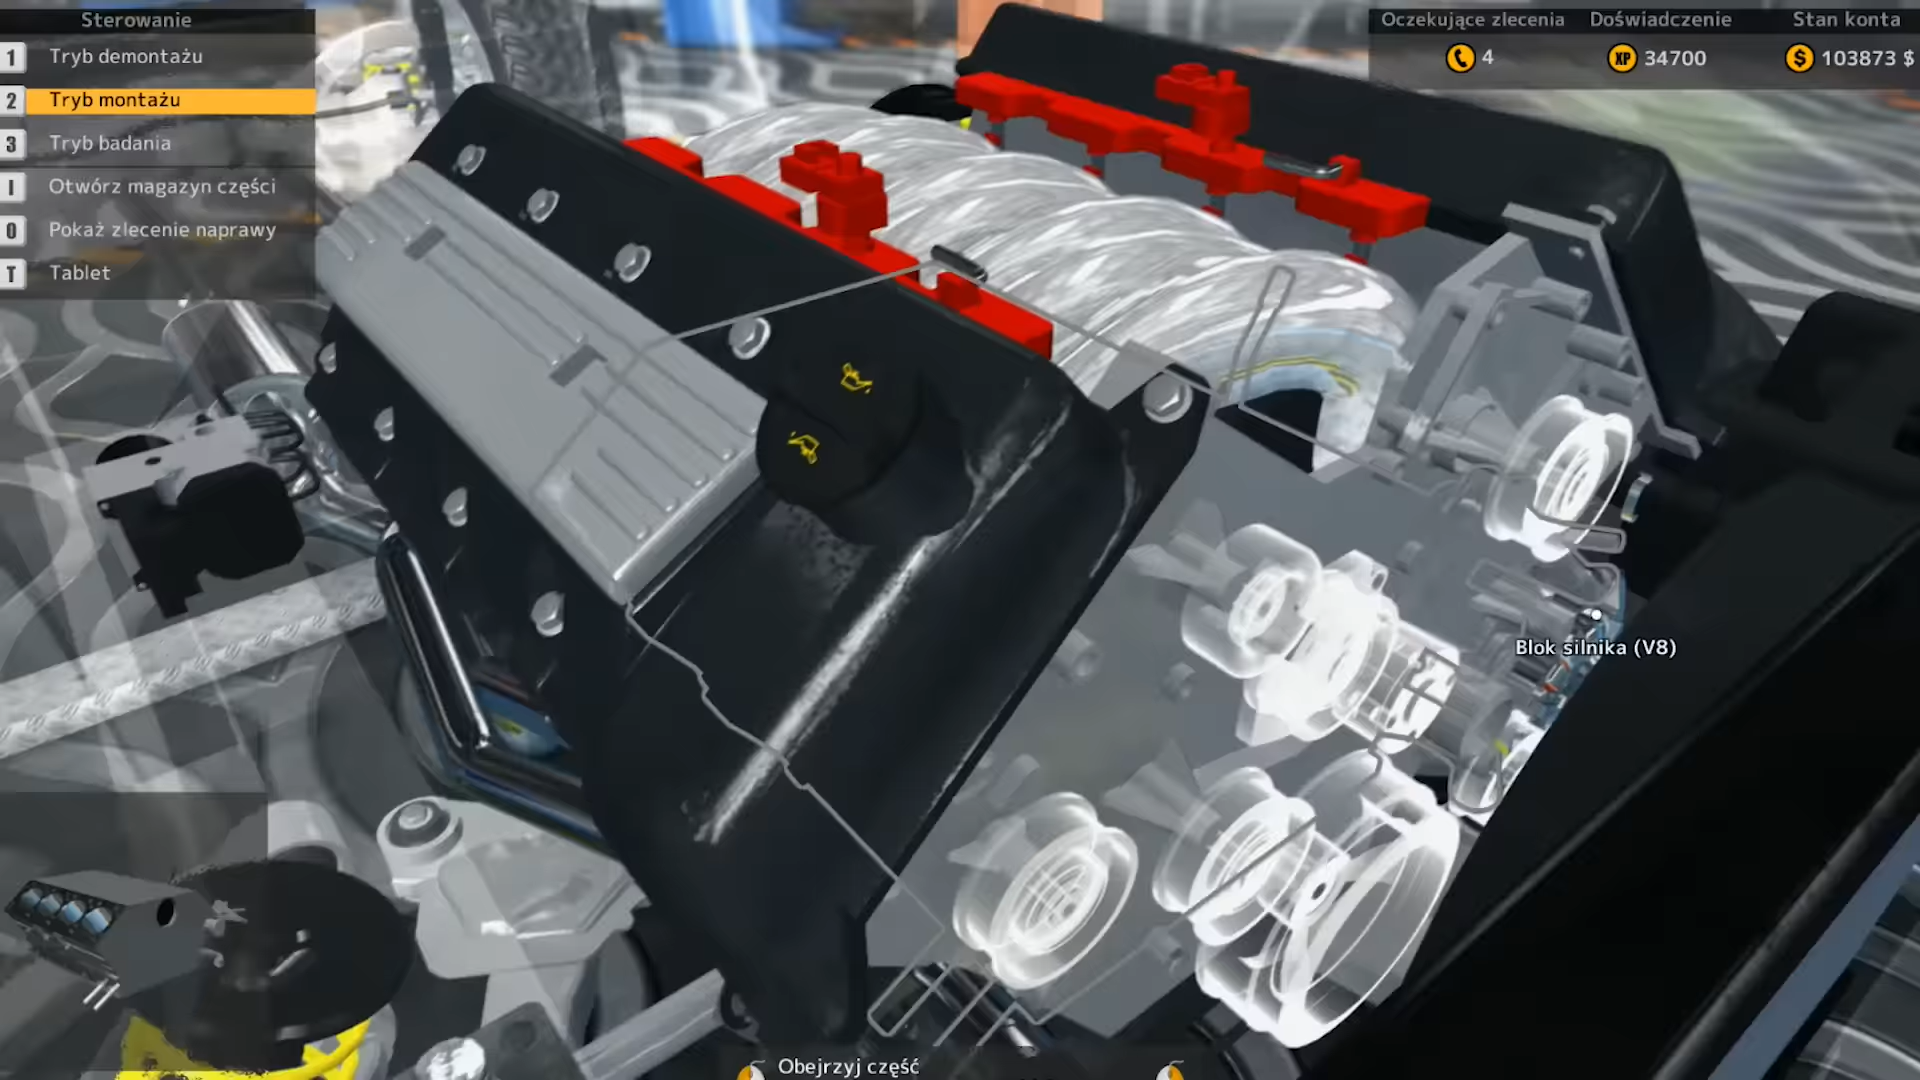 Sterowanie
1 Tryb demontażu
2 Tryb montażu
3 Tryb badania
I Otwórz magazyn części
O Pokaż zlecenie naprawy
T Tablet
Oczekujące zlecenia Doświadczenie Stan konta
4 XP 34700 $ 103873 $
Blok silnika (V8)
Obejrzyj część